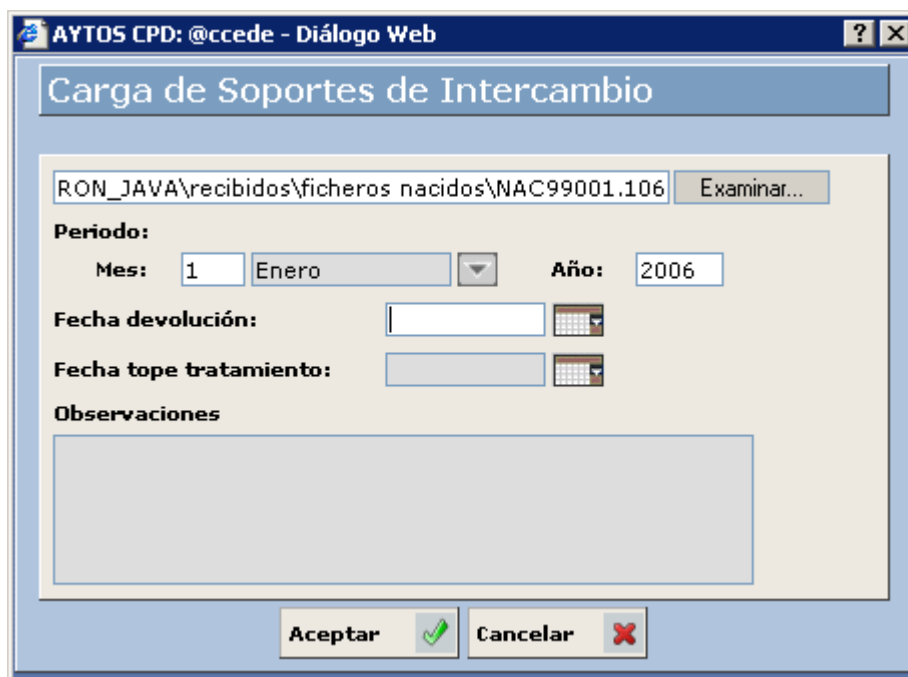 AYTOS CPD: @ccede - Diálogo Web
Carga de Soportes de Intercambio
RON_JAVA\recibidos\ficheros nacidos\NAC99001.106 Examinar...
Periodo:
Mes: 1 Enero Año: 2006
Fecha devolución:
Fecha tope tratamiento:
Observaciones
Aceptar Cancelar